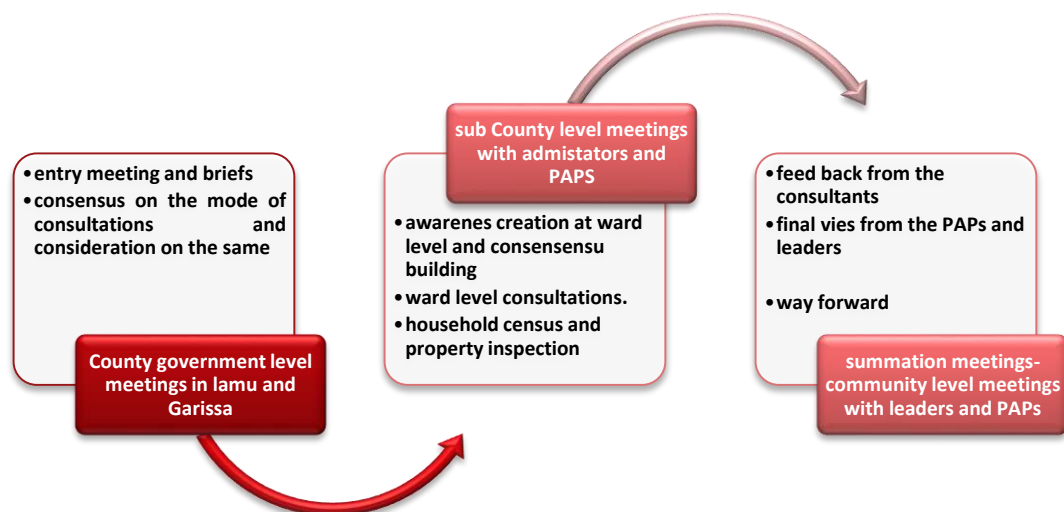 •entry meeting and briefs
•consensus on the mode of
consultations and
consideration on the same
County government level
meetings in lamu and
Garissa
sub County level meetings
with admistators and
PAPS
•awarenes creation at ward
level and consensensu
building
•ward level consultations.
•household census and
property inspection
•feed back from the
consultants
•final vies from the PAPs and
leaders
•way forward
summation meetings-
community level meetings
with leaders and PAPs